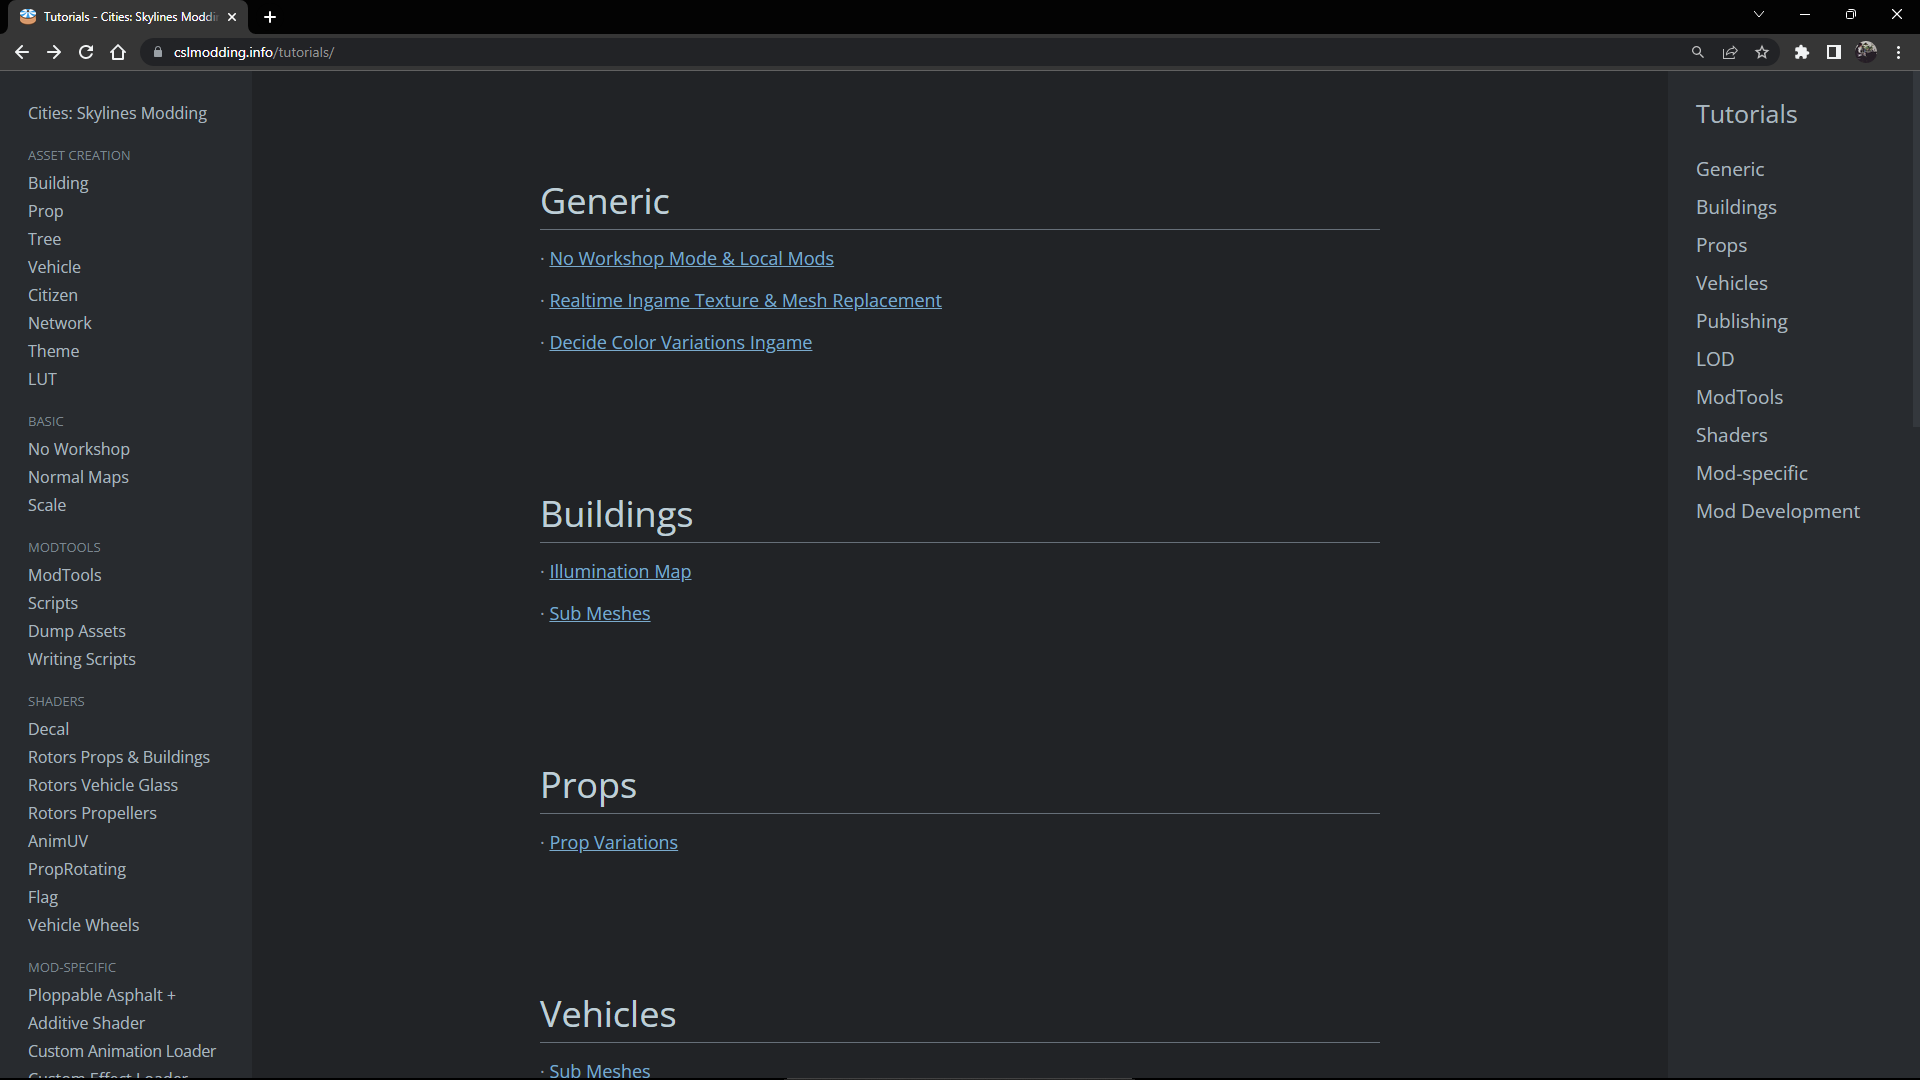 Tutorials - Cities: Skylines Moddi
cslmodding.info/tutorials/
Cities: Skylines Modding
ASSET CREATION
Building
Prop
Tree
Vehicle
Citizen
Network
Theme
LUT
BASIC
No Workshop
Normal Maps
Scale
MODTOOLS
ModTools
Scripts
Dump Assets
Writing Scripts
SHADERS
Decal
Rotors Props & Buildings
Rotors Vehicle Glass
Rotors Propellers
AnimUV
PropRotating
Flag
Vehicle Wheels
MOD-SPECIFIC
Ploppable Asphalt +
Additive Shader
Custom Animation Loader
Custom Effect Loader
Generic
· No Workshop Mode & Local Mods
· Realtime Ingame Texture & Mesh Replacement
· Decide Color Variations Ingame
Buildings
· Illumination Map
· Sub Meshes
Props
· Prop Variations
Vehicles
· Sub Meshes
Tutorials
Generic
Buildings
Props
Vehicles
Publishing
LOD
ModTools
Shaders
Mod-specific
Mod Development